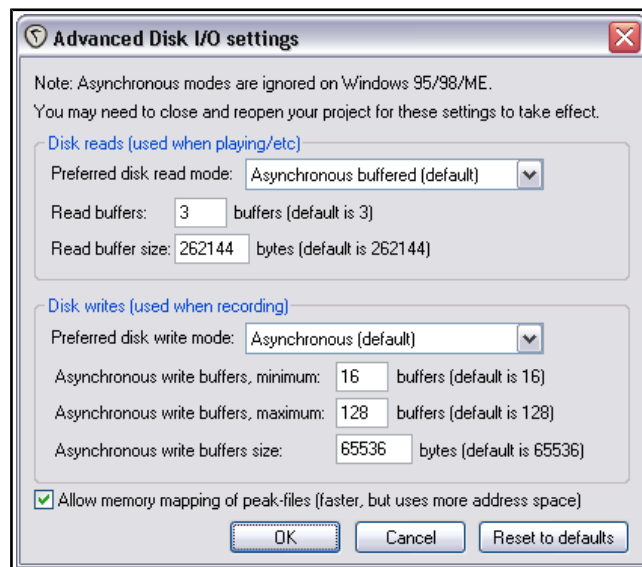 Advanced Disk I/O settings
Note: Asynchronous modes are ignored on Windows 95/98/ME.
You may need to close and reopen your project for these settings to take effect.
Disk reads (used when playing/etc)
Preferred disk read mode: Asynchronous buffered (default)
Read buffers: 3 buffers (default is 3)
Read buffer size: 262144 bytes (default is 262144)
Disk writes (used when recording)
Preferred disk write mode: Asynchronous (default)
Asynchronous write buffers, minimum: 16 buffers (default is 16)
Asynchronous write buffers, maximum: 128 buffers (default is 128)
Asynchronous write buffers size: 65536 bytes (default is 65536)
Allow memory mapping of peak-files (faster, but uses more address space)
OK Cancel Reset to defaults